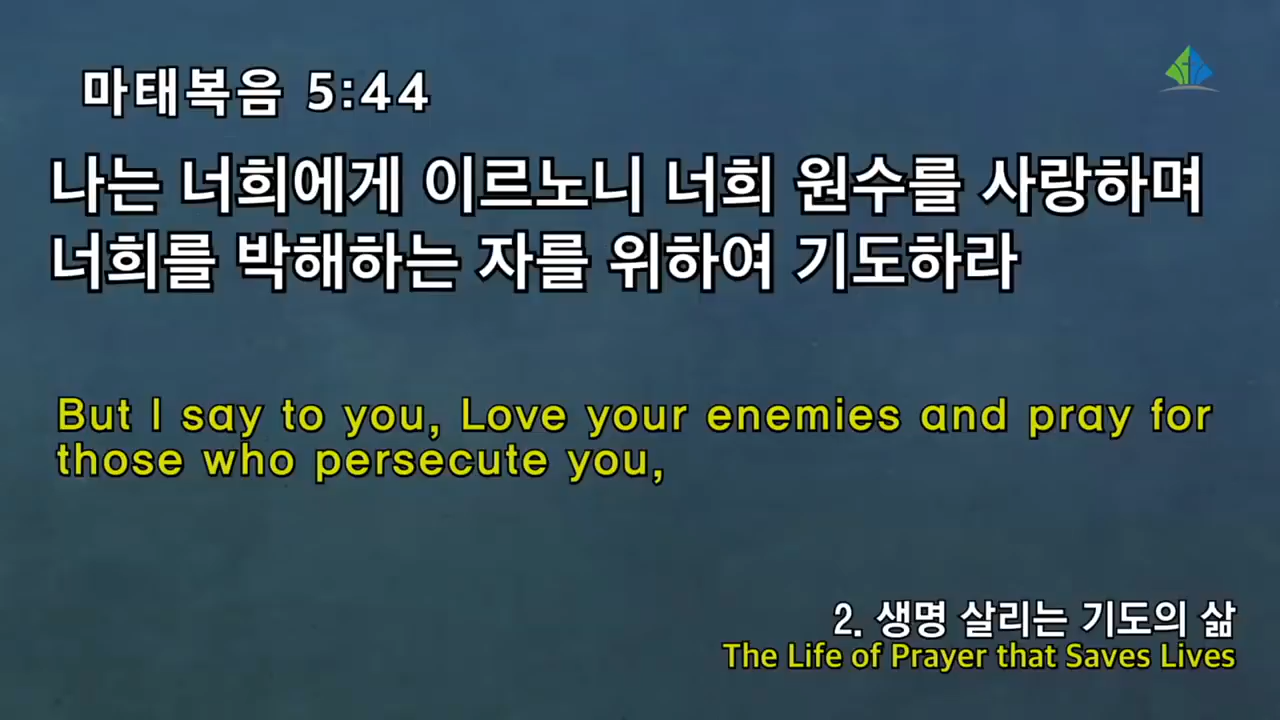 마태복음 5:44
나는 너희에게 이르노니 너희 원수를 사랑하며
너희를 박해하는 자를 위하여 기도하라
But I say to you, Love your enemies and pray for
those who persecute you,
2. 생명 살리는 기도의 삶
The Life of Prayer that Saves Lives